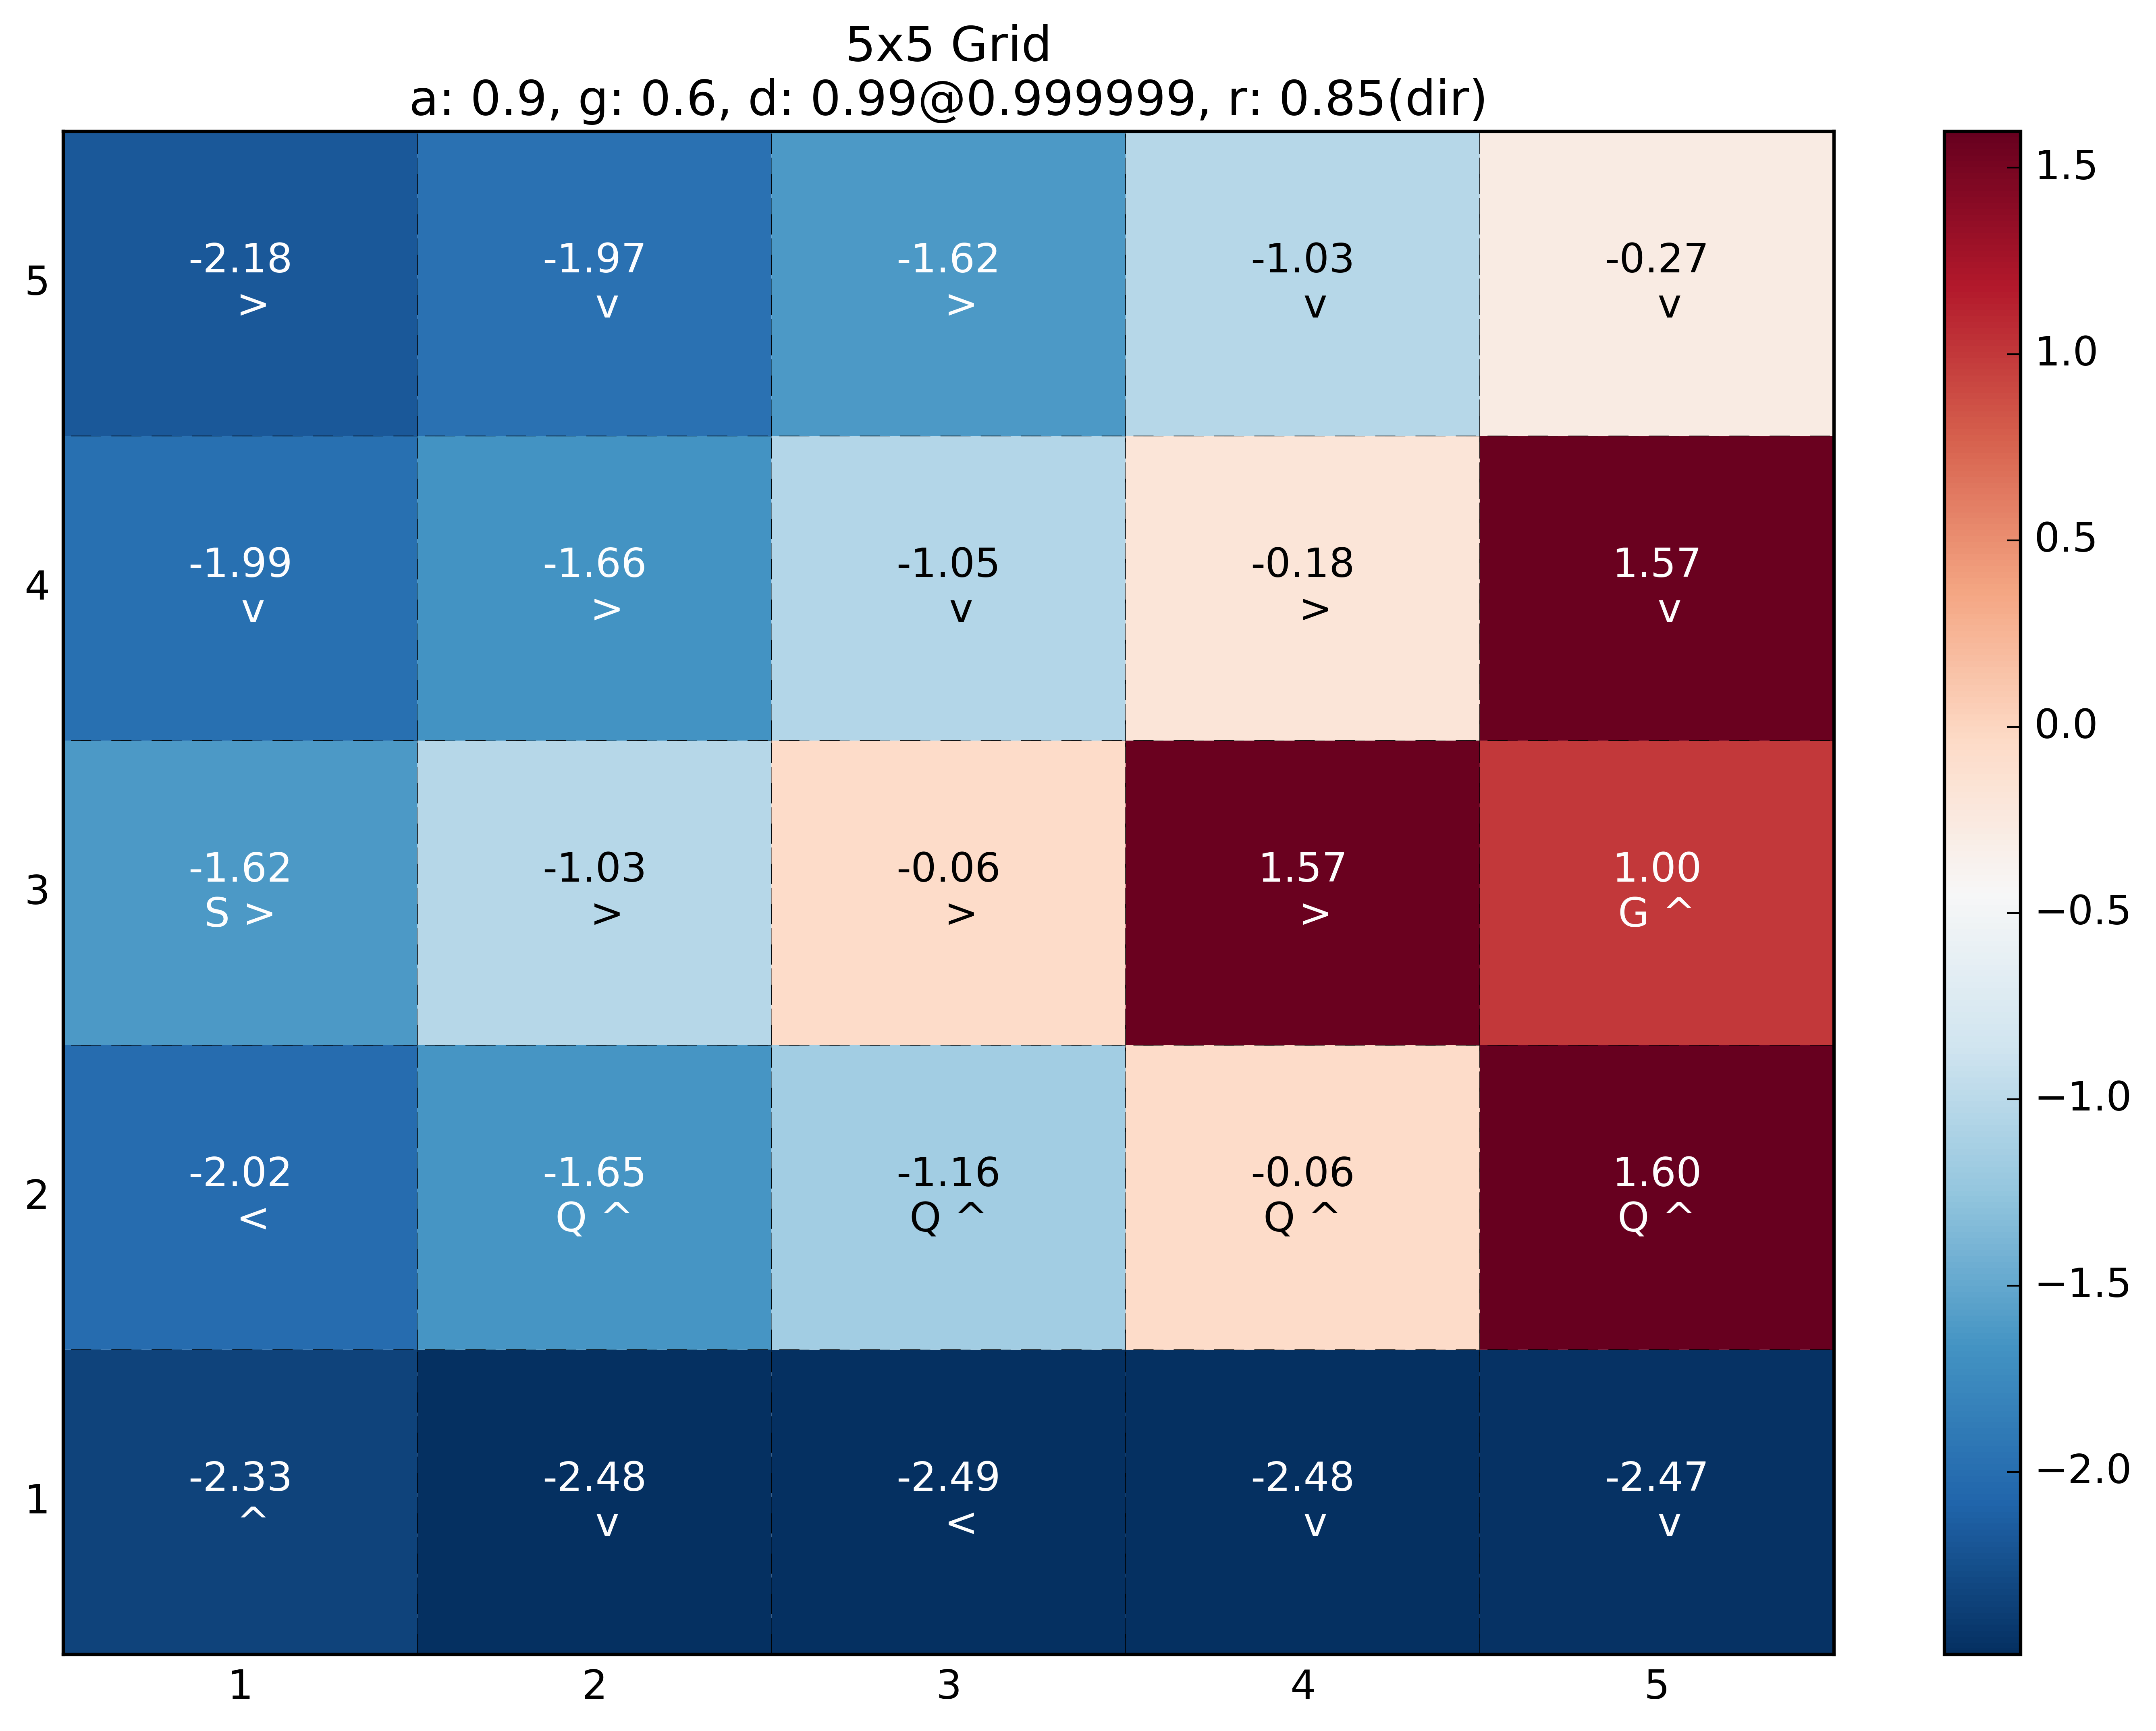 5x5 Grid
a: 0.9, g: 0.6, d: 0.99@0.999999, r: 0.85(dir)
5 -2.18 -1.97 -1.62 -1.03 -0.27
> v > v v
4 -1.99 -1.66 -1.05 -0.18 1.57
v > v > v
3 -1.62 -1.03 -0.06 1.57 1.00
S > > > > G ^
2 -2.02 -1.65 -1.16 -0.06 1.60
< Q ^ Q ^ Q ^ Q ^
1 -2.33 -2.48 -2.49 -2.48 -2.47
^ v < v v
1 2 3 4 5
1.5
1.0
0.5
0.0
−0.5
−1.0
−1.5
−2.0